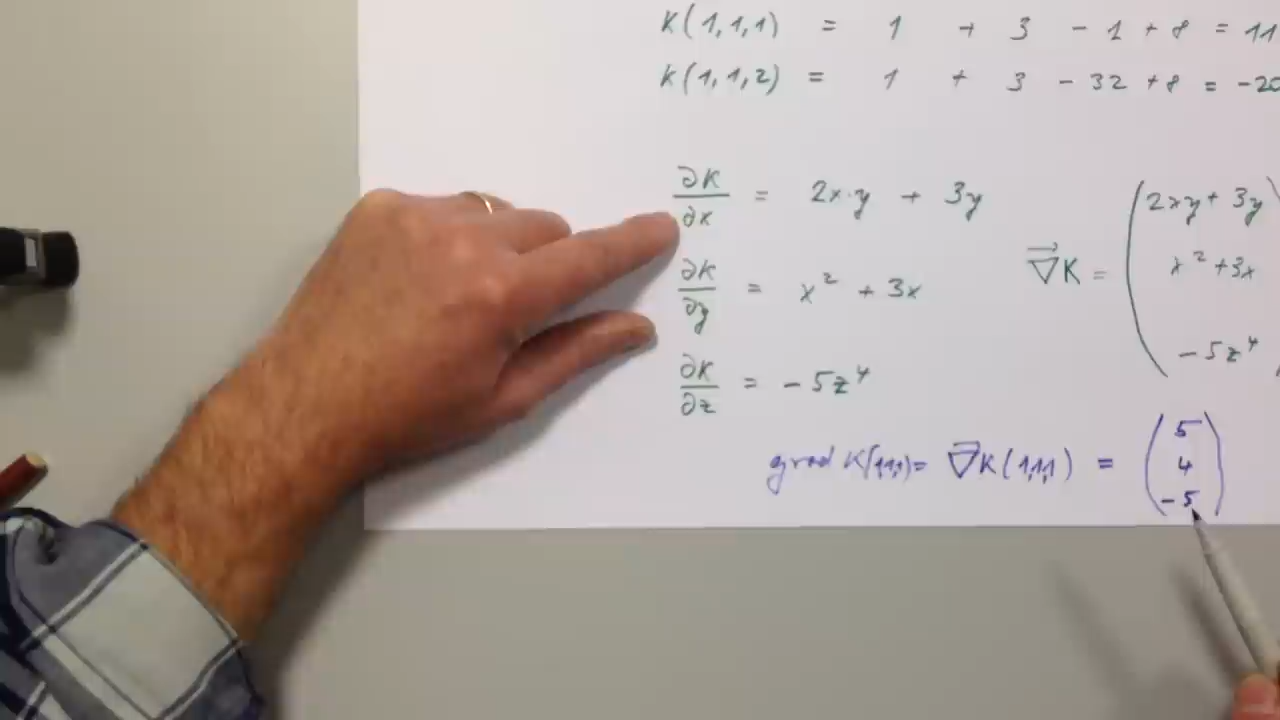 K(1,1,1) = 1 + 3 - 1 + 8 = 11
K(1,1,2) = 1 + 3 - 32 + 8 = -20
∂K/∂x = 2x·y + 3y
∂K/∂y = x² + 3x
∂K/∂z = -5z⁴
∇⃗K = (2xy + 3y
x² + 3x
-5z⁴)
grad K(1,1,1) = ∇⃗K(1,1,1) = (5
4
-5)